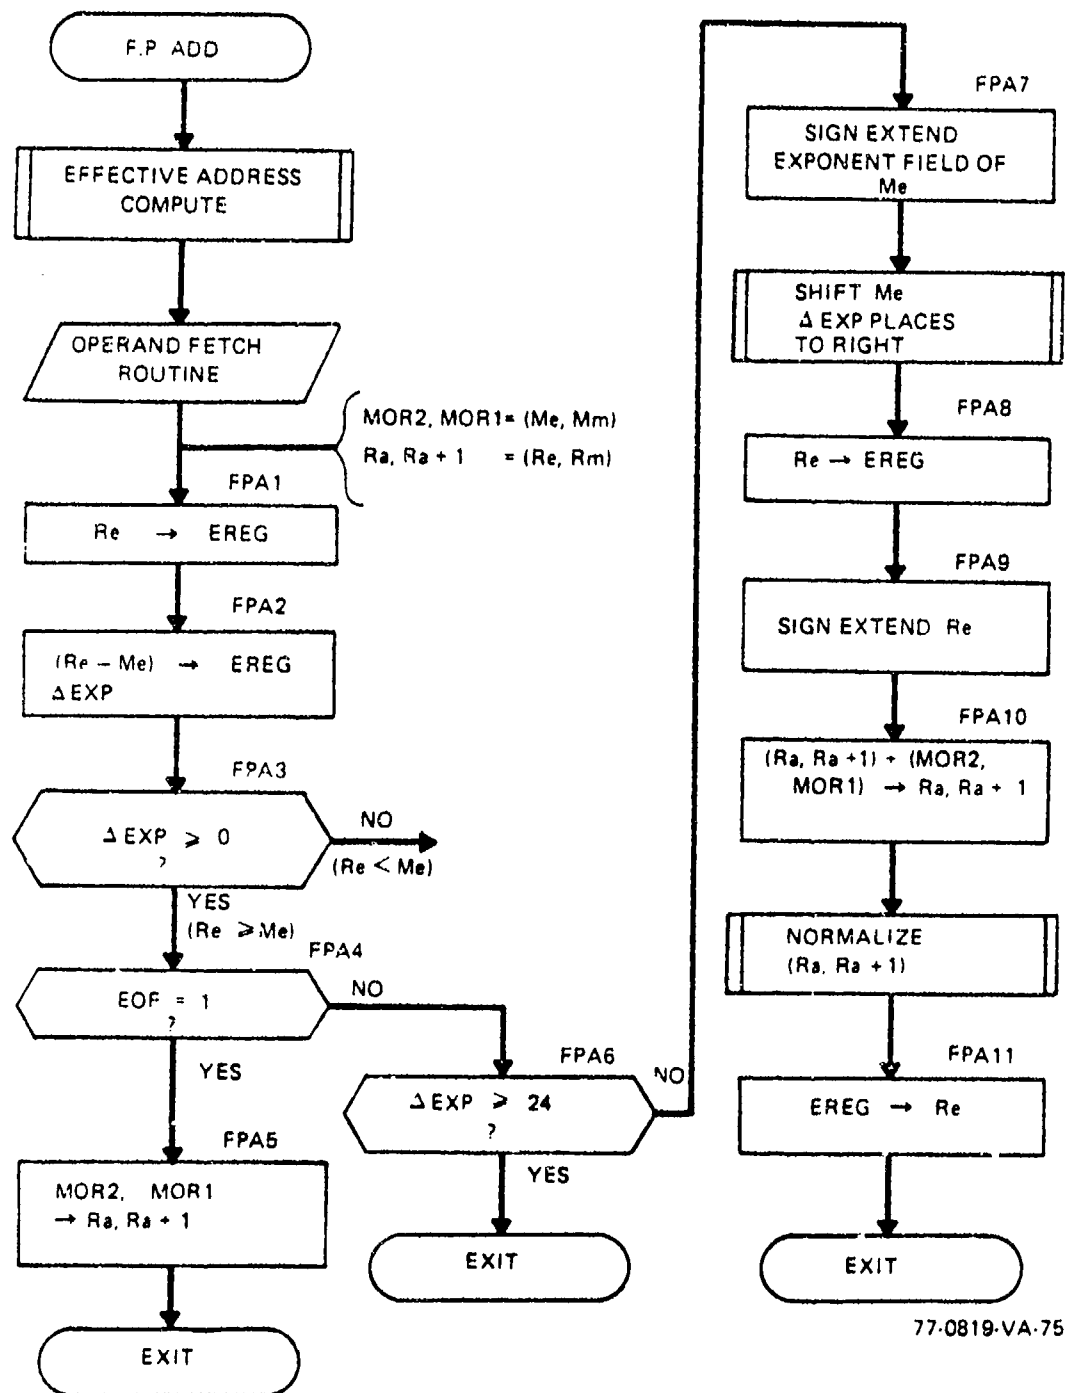 F.P ADD
EFFECTIVE ADDRESS
COMPUTE
OPERAND FETCH
ROUTINE
MOR2, MOR1= (Me, Mm)
Ra, Ra + 1 = (Re, Rm)
FPA1
Re → EREG
FPA2
(Re – Me) → EREG
Δ EXP
FPA3
Δ EXP ≥ 0
?
NO
(Re < Me)
YES
(Re ≥ Me)
FPA4
EOF = 1
?
NO
YES
FPA5
MOR2, MOR1
→ Ra, Ra + 1
EXIT
FPA6
Δ EXP ≥ 24
?
NO
YES
EXIT
FPA7
SIGN EXTEND
EXPONENT FIELD OF
Me
SHIFT Me
Δ EXP PLACES
TO RIGHT
FPA8
Re → EREG
FPA9
SIGN EXTEND Re
FPA10
(Ra, Ra +1) + (MOR2,
MOR1) → Ra, Ra + 1
NORMALIZE
(Ra, Ra + 1)
FPA11
EREG → Re
EXIT
77-0819-VA-75